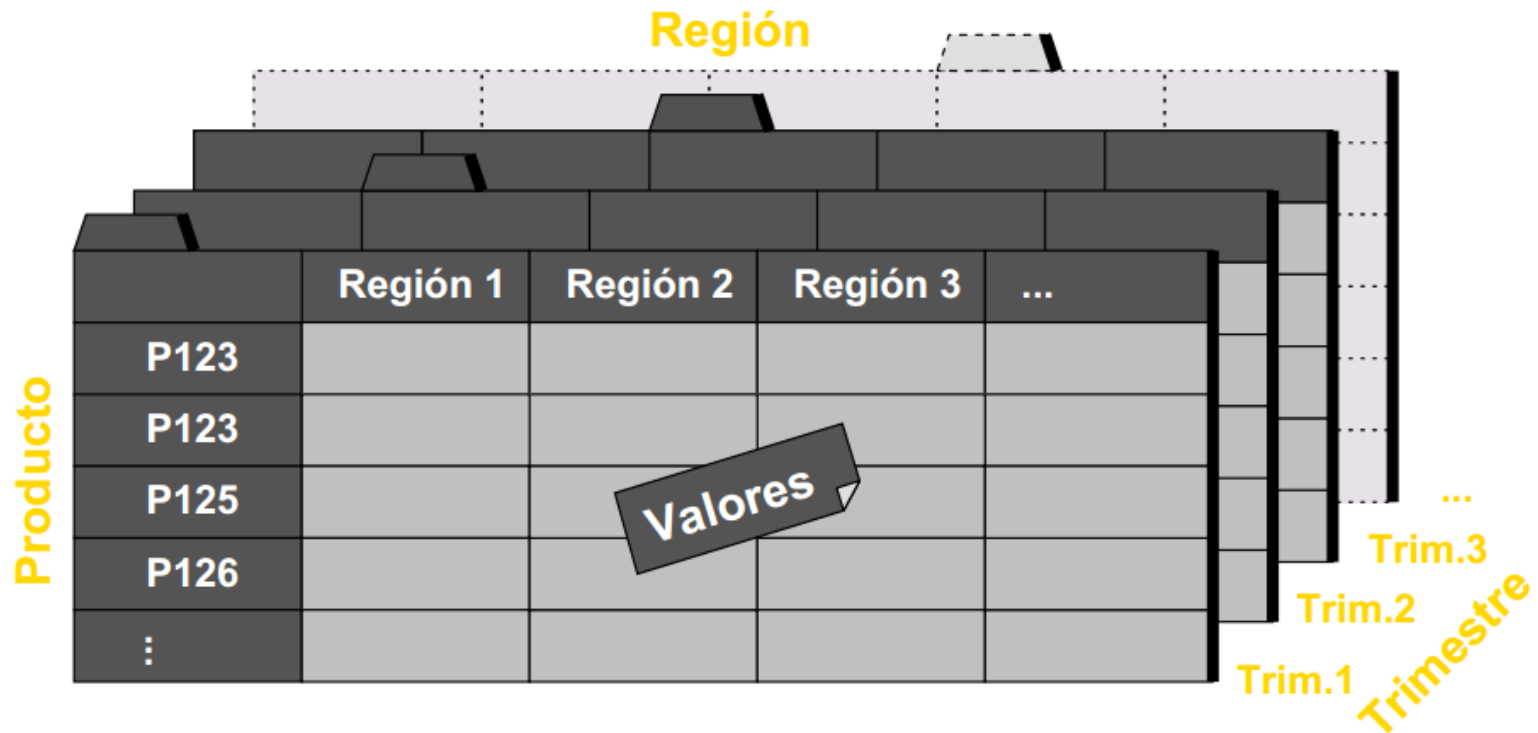 Región
Región 1 Región 2 Región 3 ...
Producto
P123
P123
P125
P126
...
Valores
...
Trim.3
Trim.2
Trim.1
Trimestre